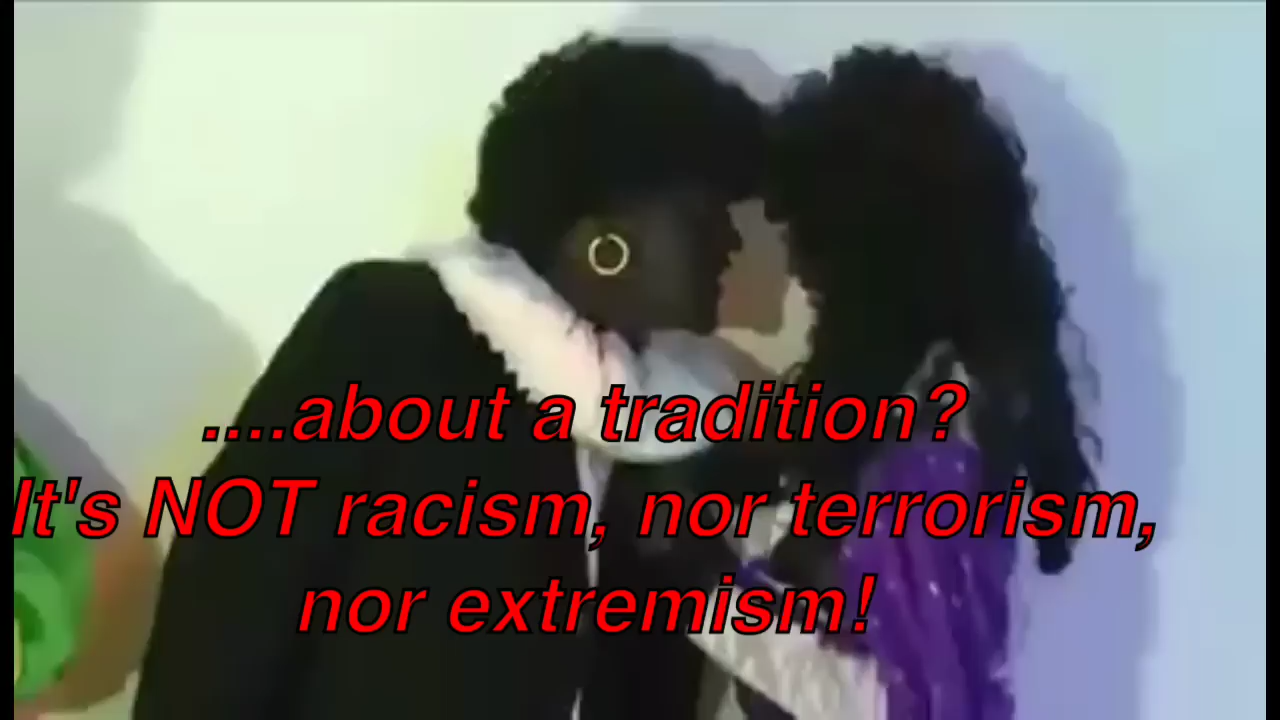 ....about a tradition?
It's NOT racism, nor terrorism,
nor extremism!